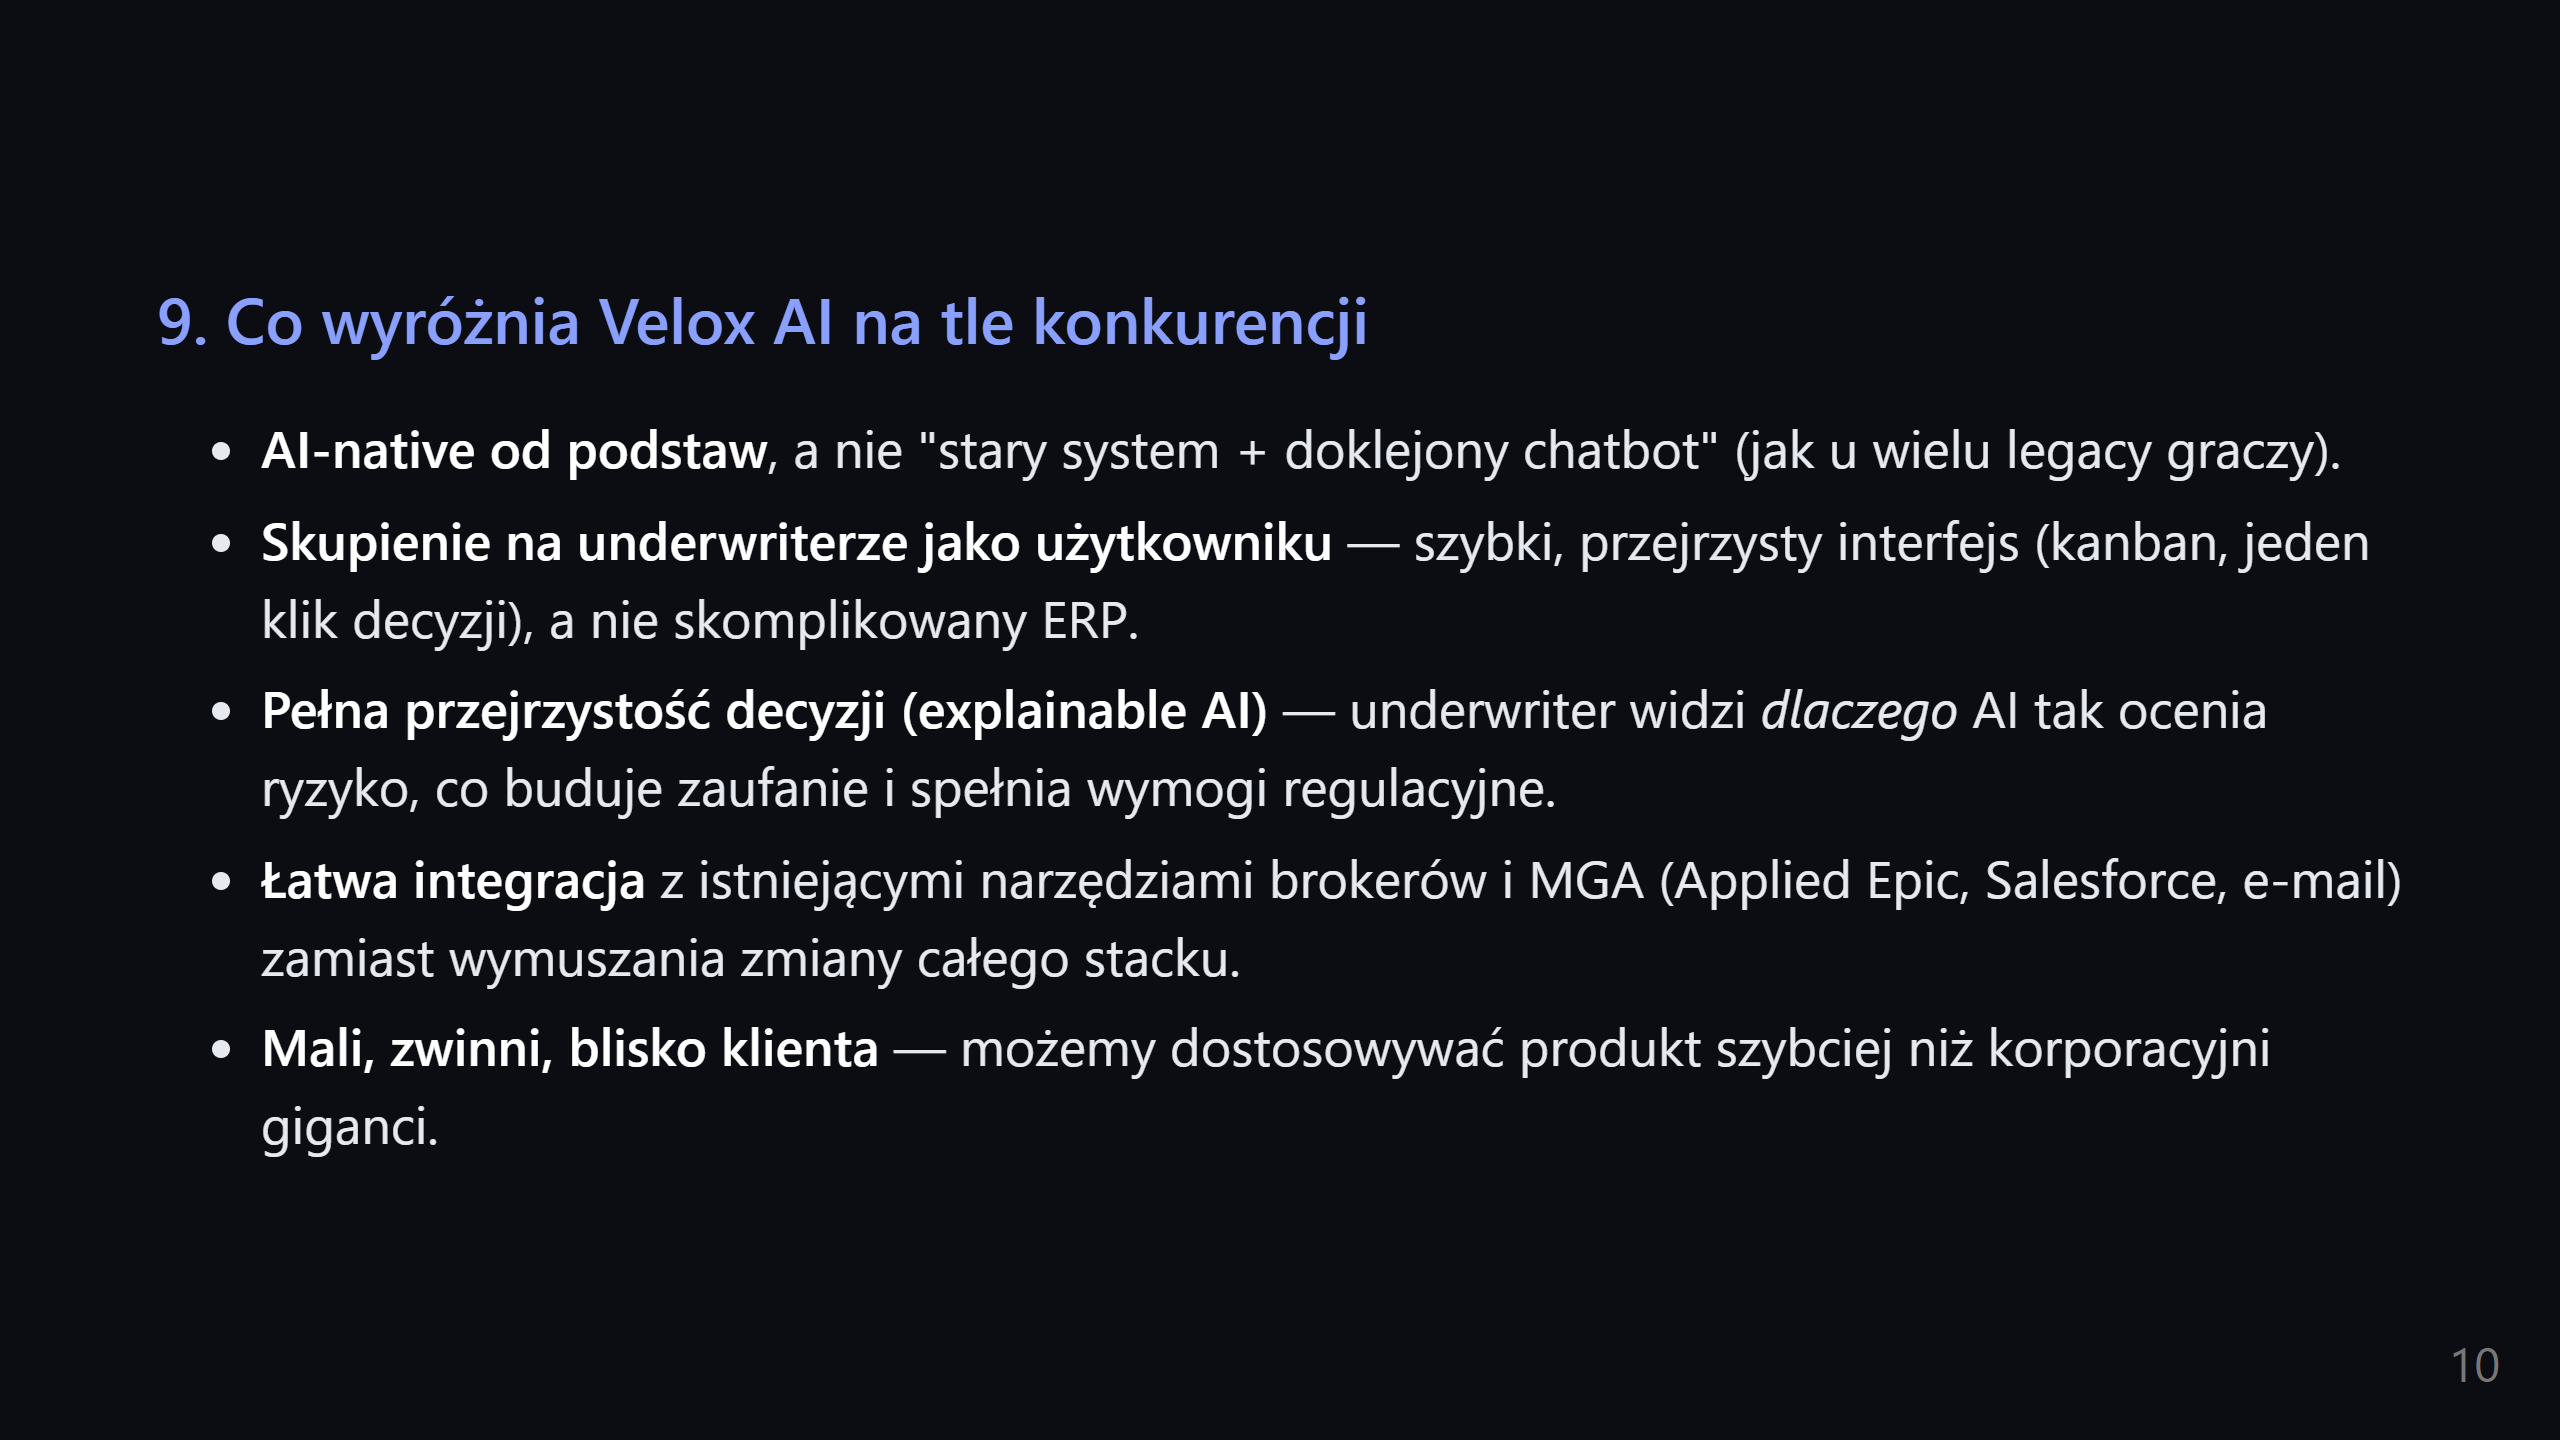 9. Co wyróżnia Velox AI na tle konkurencji
• AI-native od podstaw, a nie "stary system + doklejony chatbot" (jak u wielu legacy graczy).
• Skupienie na underwriterze jako użytkowniku — szybki, przejrzysty interfejs (kanban, jeden
klik decyzji), a nie skomplikowany ERP.
• Pełna przejrzystość decyzji (explainable AI) — underwriter widzi dlaczego AI tak ocenia
ryzyko, co buduje zaufanie i spełnia wymogi regulacyjne.
• Łatwa integracja z istniejącymi narzędziami brokerów i MGA (Applied Epic, Salesforce, e-mail)
zamiast wymuszania zmiany całego stacku.
• Mali, zwinni, blisko klienta — możemy dostosowywać produkt szybciej niż korporacyjni
giganci.
10